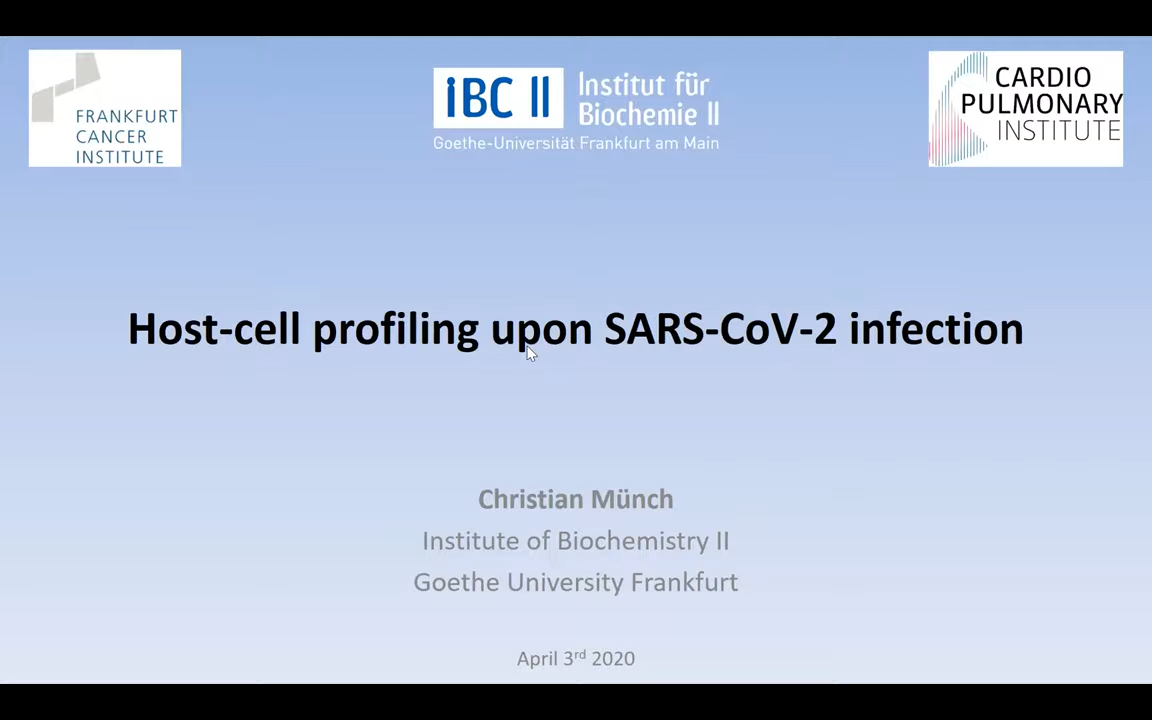 FRANKFURT
CANCER
INSTITUTE
iBC II
Institut für
Biochemie II
Goethe-Universität Frankfurt am Main
CARDIO
PULMONARY
INSTITUTE
Host-cell profiling upon SARS-CoV-2 infection
Christian Münch
Institute of Biochemistry II
Goethe University Frankfurt
April 3rd 2020